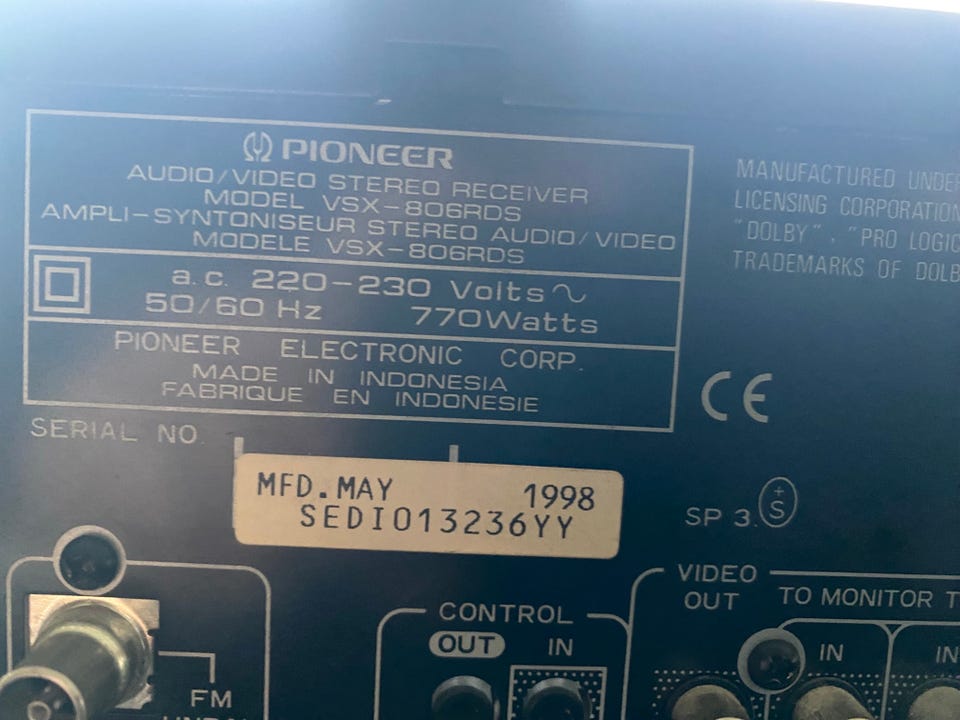 PIONEER
AUDIO/VIDEO STEREO RECEIVER
MODEL VSX-806RDS
AMPLI-SYNTONISEUR STEREO AUDIO/VIDEO
MODELE VSX-806RDS
a.c. 220-230 Volts∿
50/60 Hz 770Watts
PIONEER ELECTRONIC CORP.
MADE IN INDONESIA
FABRIQUE EN INDONESIE
MANUFACTURED UNDE
LICENSING CORPORATION
"DOLBY", "PRO LOGIC
TRADEMARKS OF DOLB
CE
SERIAL NO.
MFD.MAY 1998
SEDI013236YY
SP 3. +S
VIDEO
OUT
TO MONITOR T
CONTROL
OUT IN
IN
IN
FM